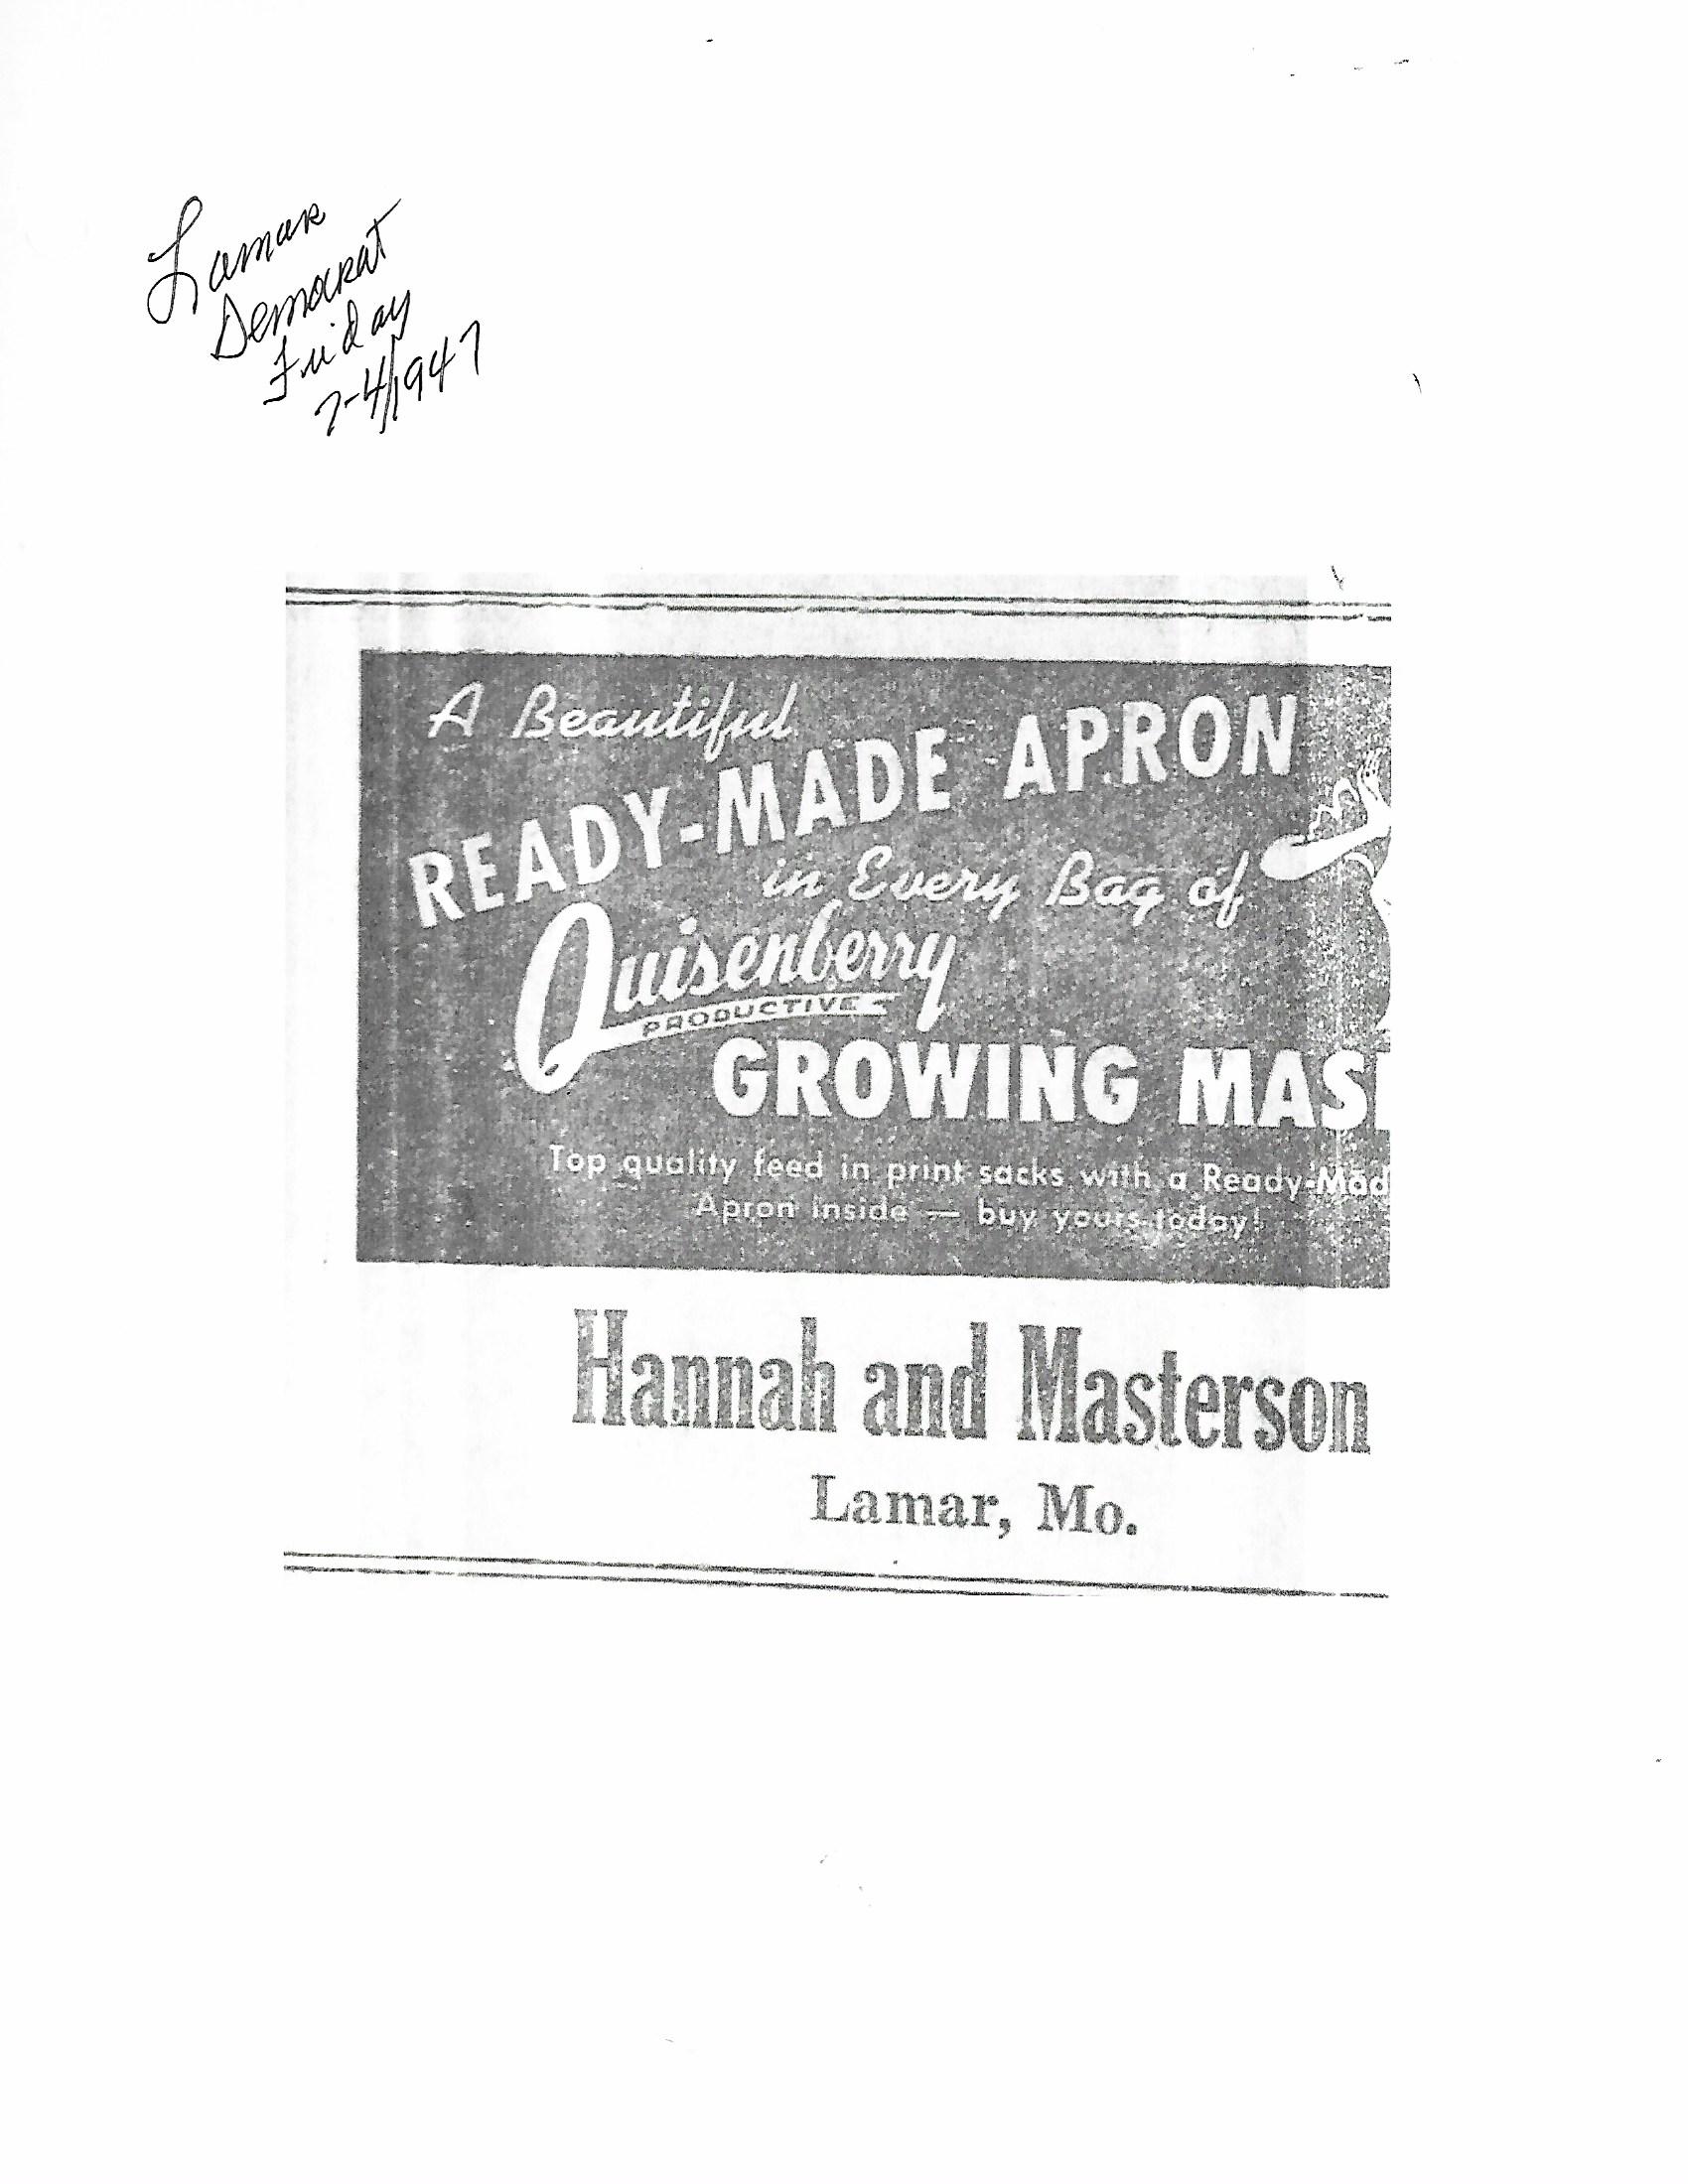 Lamar
Democrat
Friday
7-4/1947
A Beautiful
READY-MADE APRON
in Every Bag of
Quisenberry
PRODUCTIVE
GROWING MAS
Top quality feed in print sacks with a Ready-Mad
Apron inside — buy yours today!
Hannah and Masterson
Lamar, Mo.